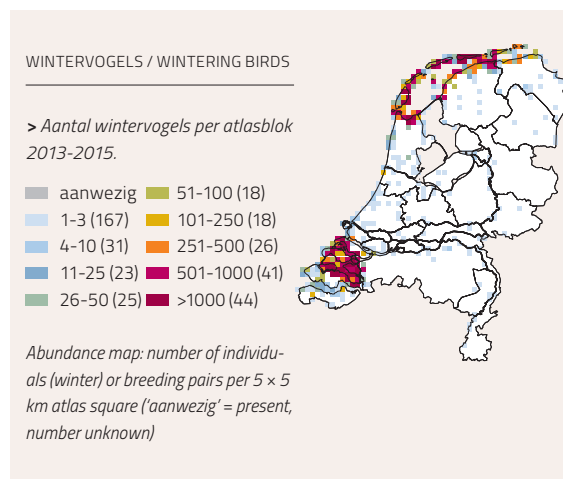 WINTERVOGELS / WINTERING BIRDS
> Aantal wintervogels per atlasblok
2013-2015.
aanwezig
1-3 (167)
4-10 (31)
11-25 (23)
26-50 (25)
51-100 (18)
101-250 (18)
251-500 (26)
501-1000 (41)
>1000 (44)
Abundance map: number of individu-
als (winter) or breeding pairs per 5 × 5
km atlas square (‘aanwezig’ = present,
number unknown)